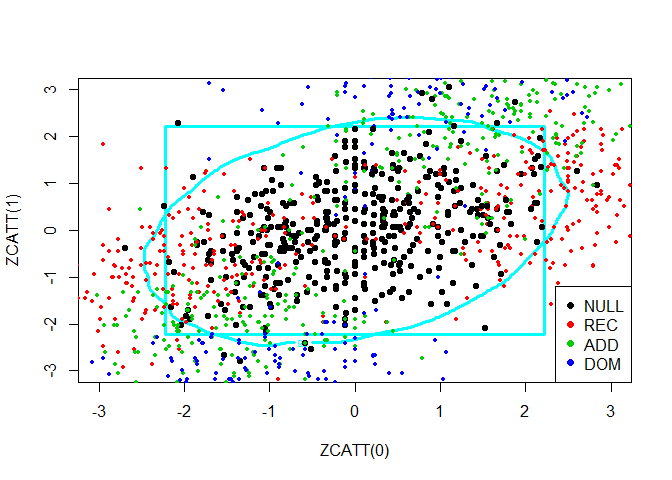 3
2
1
0
-1
-2
-3
ZCATT(1)
NULL
REC
ADD
DOM
-3 -2 -1 0 1 2 3
ZCATT(0)